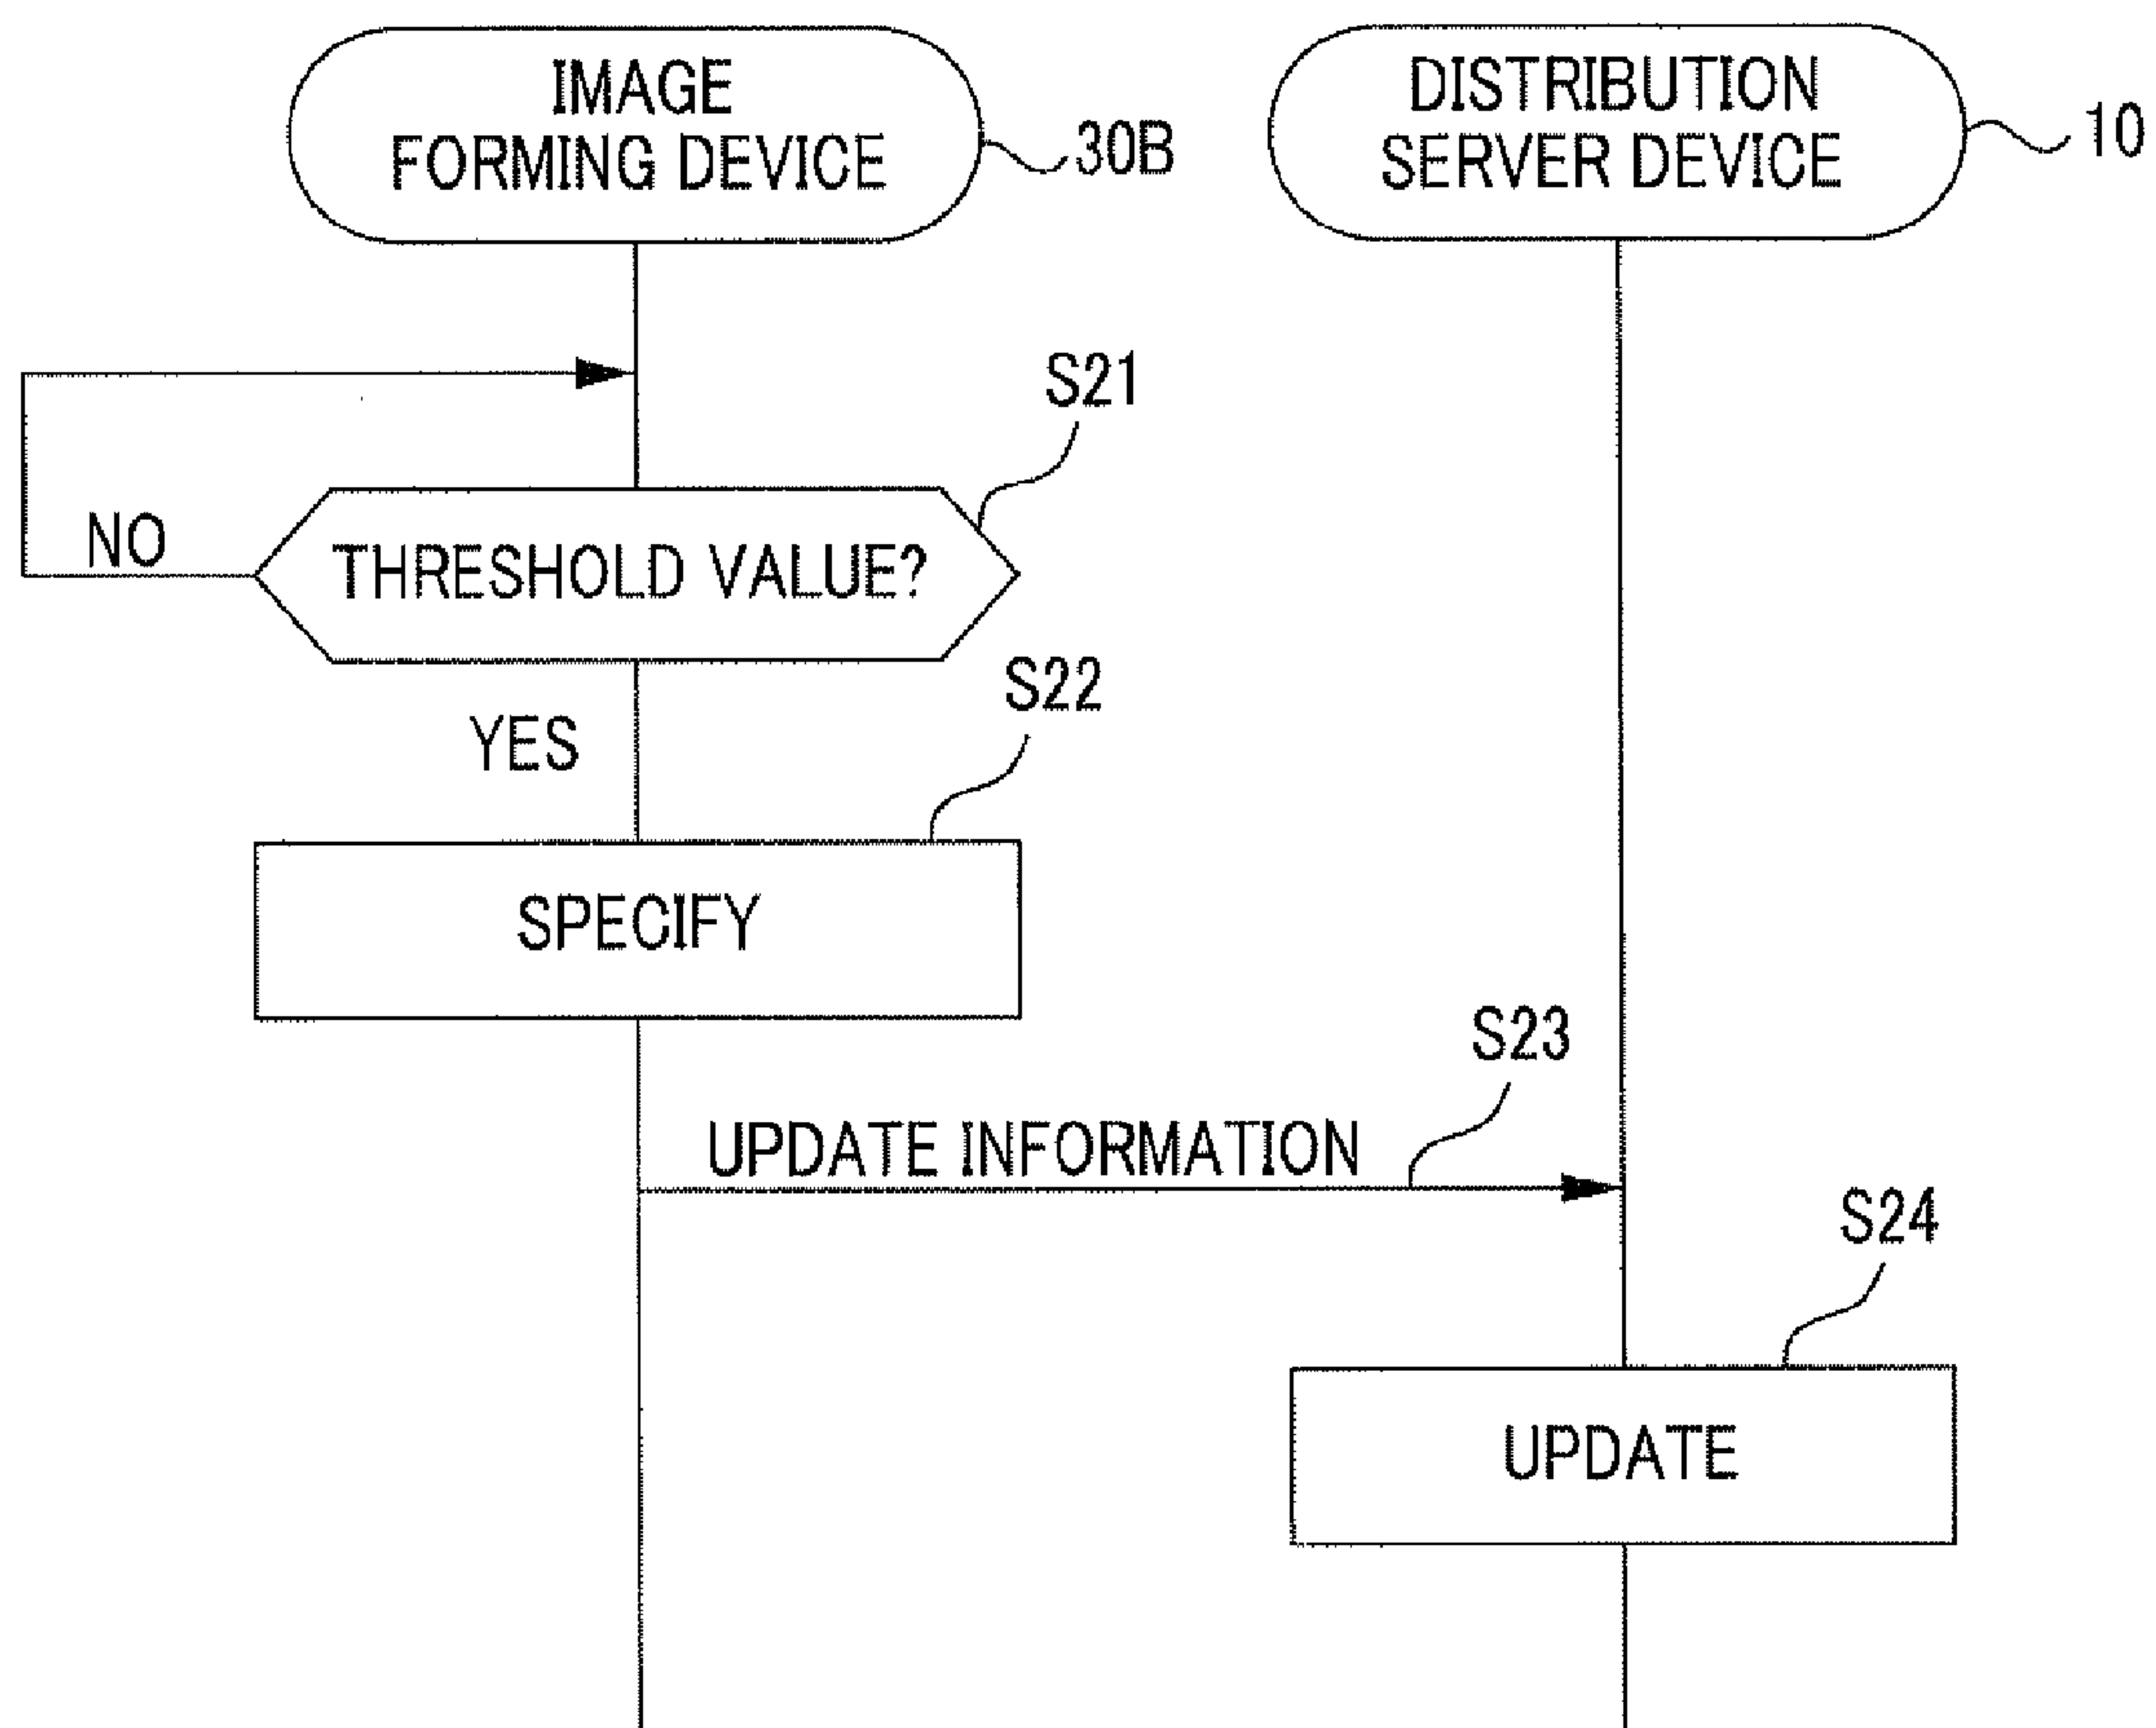 IMAGE
FORMING DEVICE
30B
DISTRIBUTION
SERVER DEVICE
10
S21
NO
THRESHOLD VALUE?
S22
YES
SPECIFY
S23
UPDATE INFORMATION
S24
UPDATE